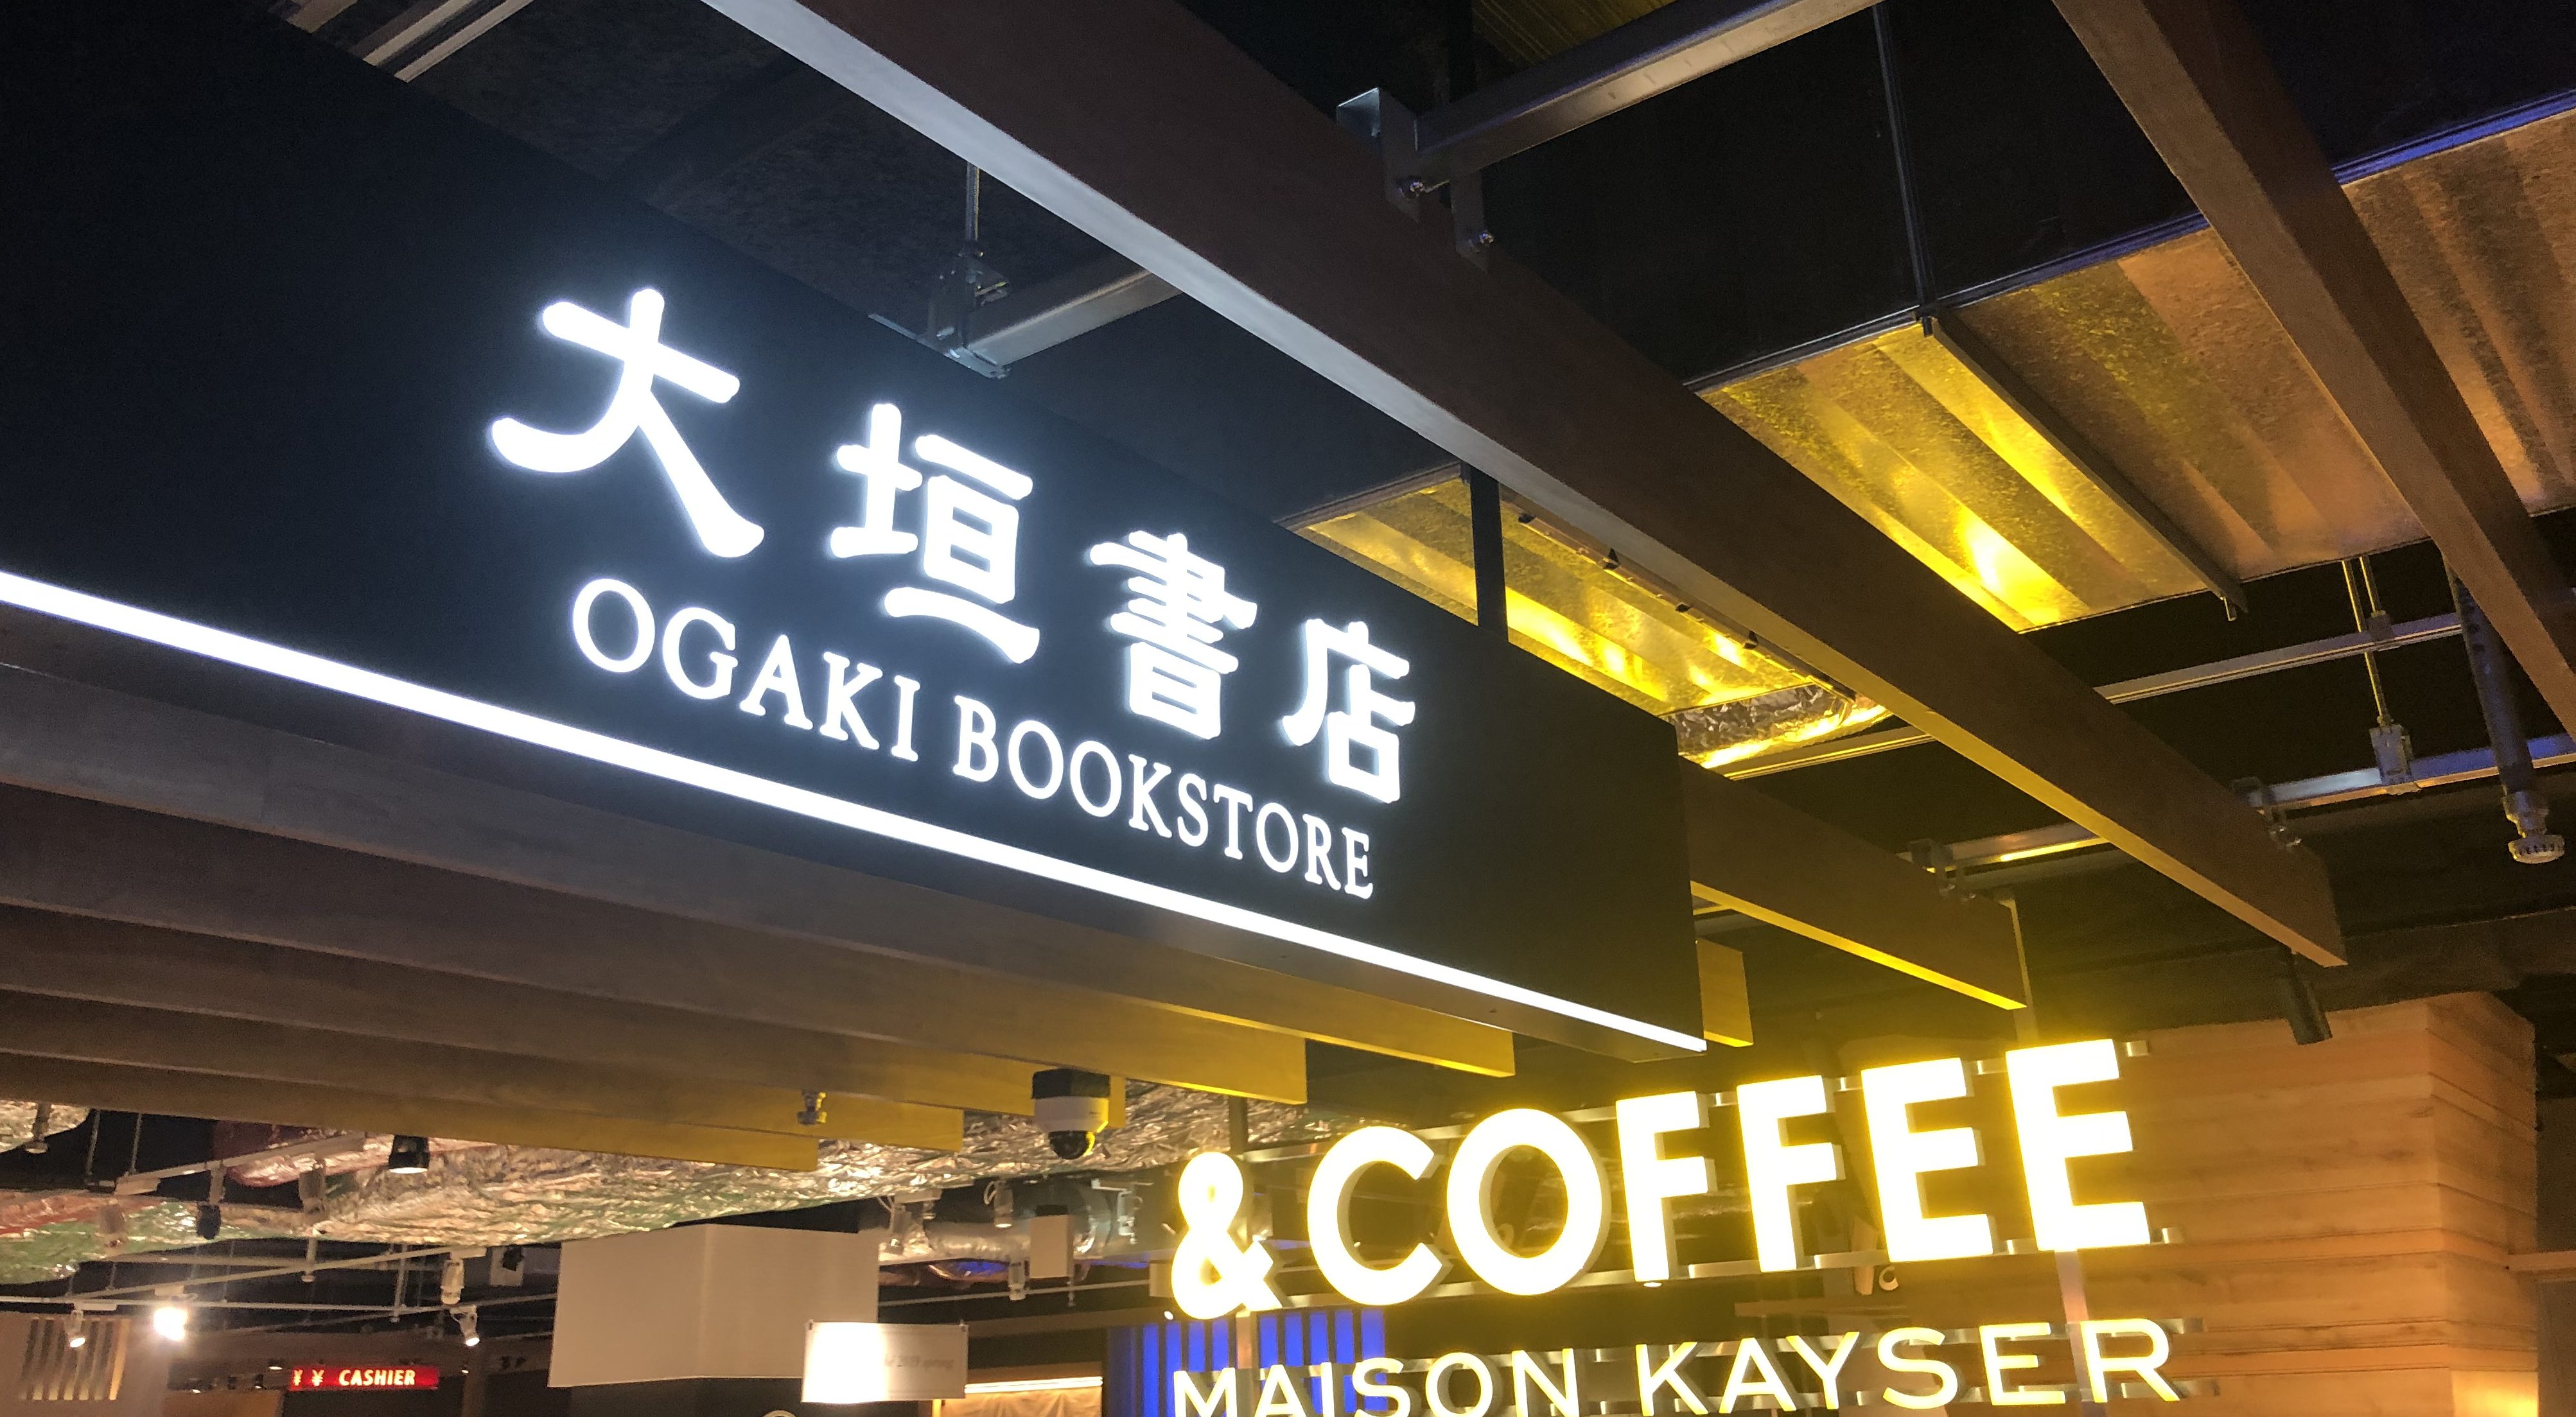 大垣書店
OGAKI BOOKSTORE
& COFFEE
MAISON KAYSER
¥ ¥ CASHIER